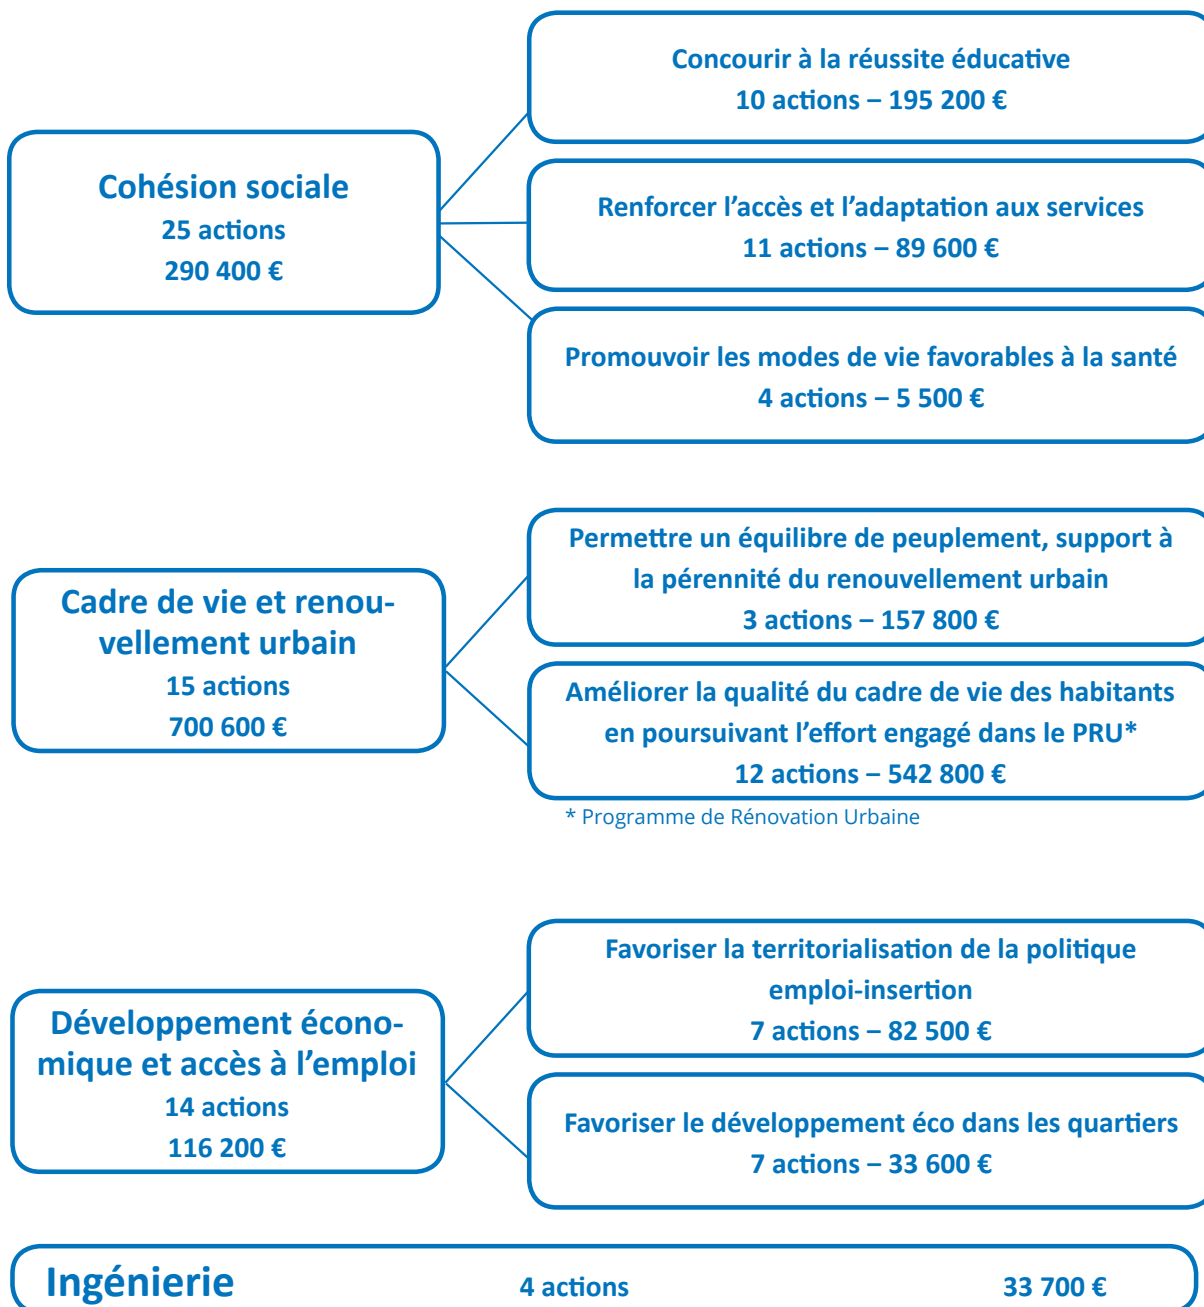 Cohésion sociale
25 actions
290 400 €
Concourir à la réussite éducative
10 actions – 195 200 €
Renforcer l’accès et l’adaptation aux services
11 actions – 89 600 €
Promouvoir les modes de vie favorables à la santé
4 actions – 5 500 €
Cadre de vie et renou-
vellement urbain
15 actions
700 600 €
Permettre un équilibre de peuplement, support à
la pérennité du renouvellement urbain
3 actions – 157 800 €
Améliorer la qualité du cadre de vie des habitants
en poursuivant l’effort engagé dans le PRU*
12 actions – 542 800 €
* Programme de Rénovation Urbaine
Développement écono-
mique et accès à l’emploi
14 actions
116 200 €
Favoriser la territorialisation de la politique
emploi-insertion
7 actions – 82 500 €
Favoriser le développement éco dans les quartiers
7 actions – 33 600 €
Ingénierie 4 actions 33 700 €